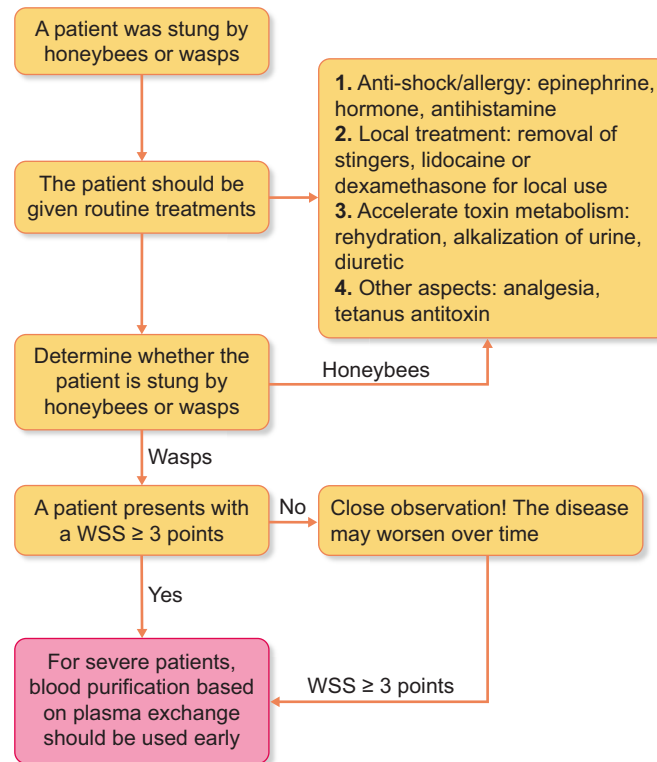 A patient was stung by
honeybees or wasps
The patient should be
given routine treatments
1. Anti-shock/allergy: epinephrine,
hormone, antihistamine
2. Local treatment: removal of
stingers, lidocaine or
dexamethasone for local use
3. Accelerate toxin metabolism:
rehydration, alkalization of urine,
diuretic
4. Other aspects: analgesia,
tetanus antitoxin
Determine whether the
patient is stung by
honeybees or wasps
Honeybees
Wasps
A patient presents with
a WSS ≥ 3 points
No
Close observation! The disease
may worsen over time
Yes
WSS ≥ 3 points
For severe patients,
blood purification based
on plasma exchange
should be used early